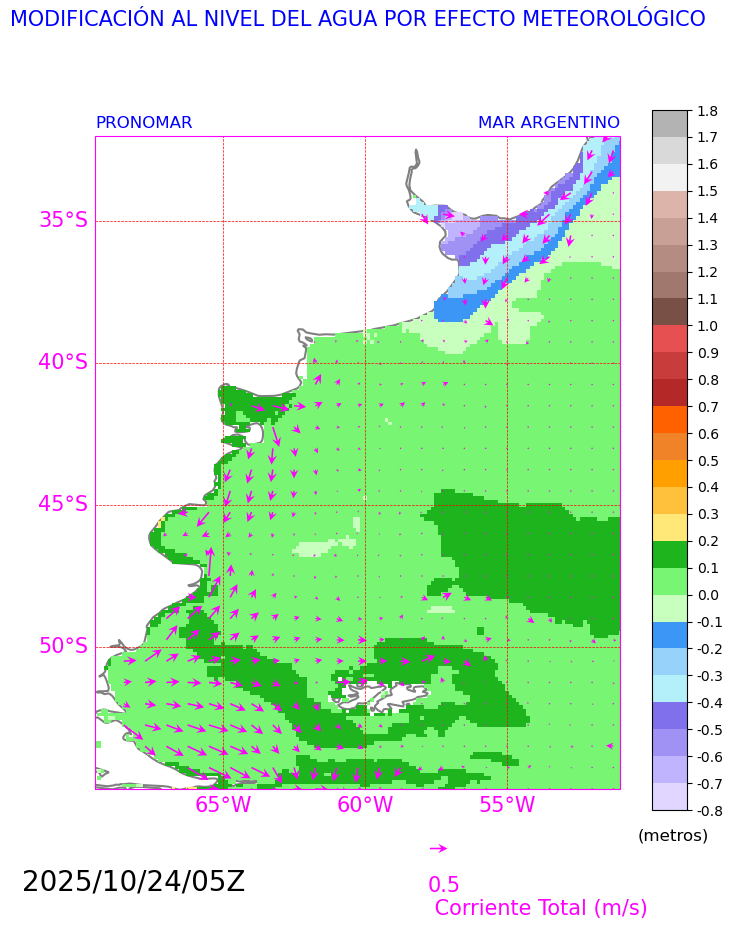 MODIFICACIÓN AL NIVEL DEL AGUA POR EFECTO METEOROLÓGICO
PRONOMAR
MAR ARGENTINO
35°S
40°S
45°S
50°S
65°W
60°W
55°W
1.8
1.7
1.6
1.5
1.4
1.3
1.2
1.1
1.0
0.9
0.8
0.7
0.6
0.5
0.4
0.3
0.2
0.1
0.0
-0.1
-0.2
-0.3
-0.4
-0.5
-0.6
-0.7
-0.8
(metros)
2025/10/24/05Z
0.5
Corriente Total (m/s)